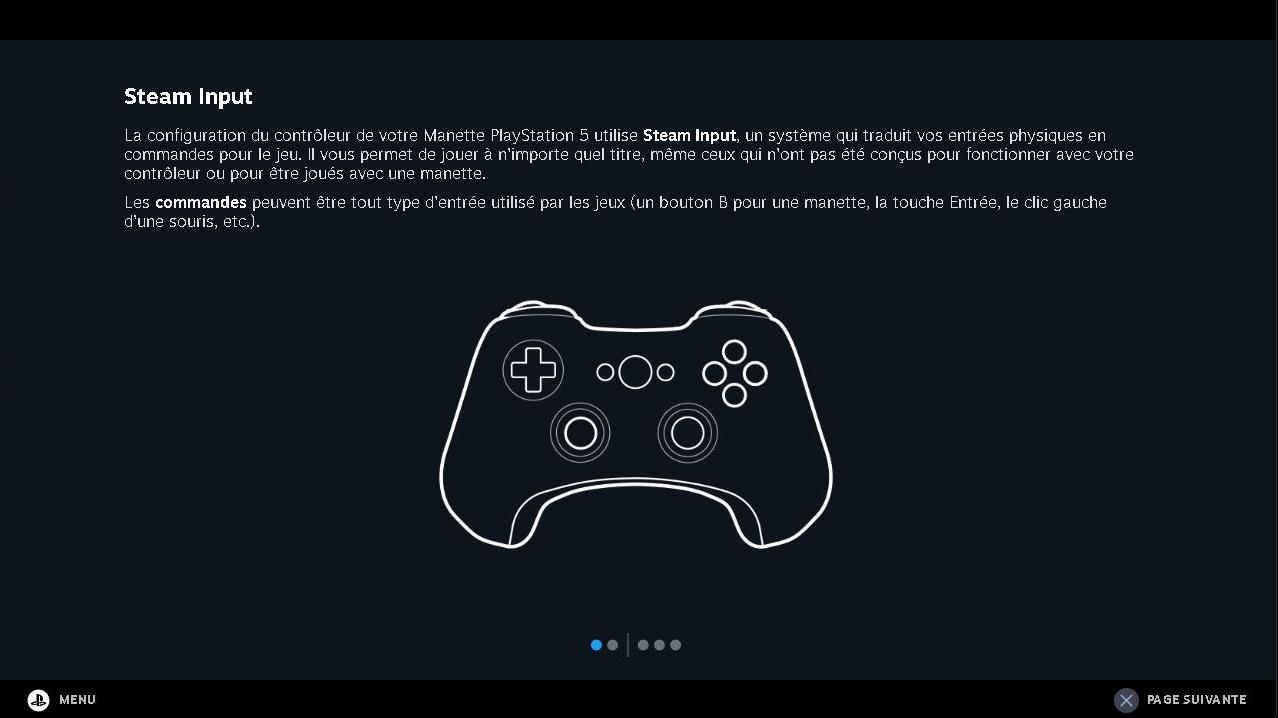 Steam Input
La configuration du contrôleur de votre Manette PlayStation 5 utilise Steam Input, un système qui traduit vos entrées physiques en
commandes pour le jeu. Il vous permet de jouer à n'importe quel titre, même ceux qui n'ont pas été conçus pour fonctionner avec votre
contrôleur ou pour être joués avec une manette.
Les commandes peuvent être tout type d'entrée utilisé par les jeux (un bouton B pour une manette, la touche Entrée, le clic gauche
d'une souris, etc.).
MENU
PAGE SUIVANTE